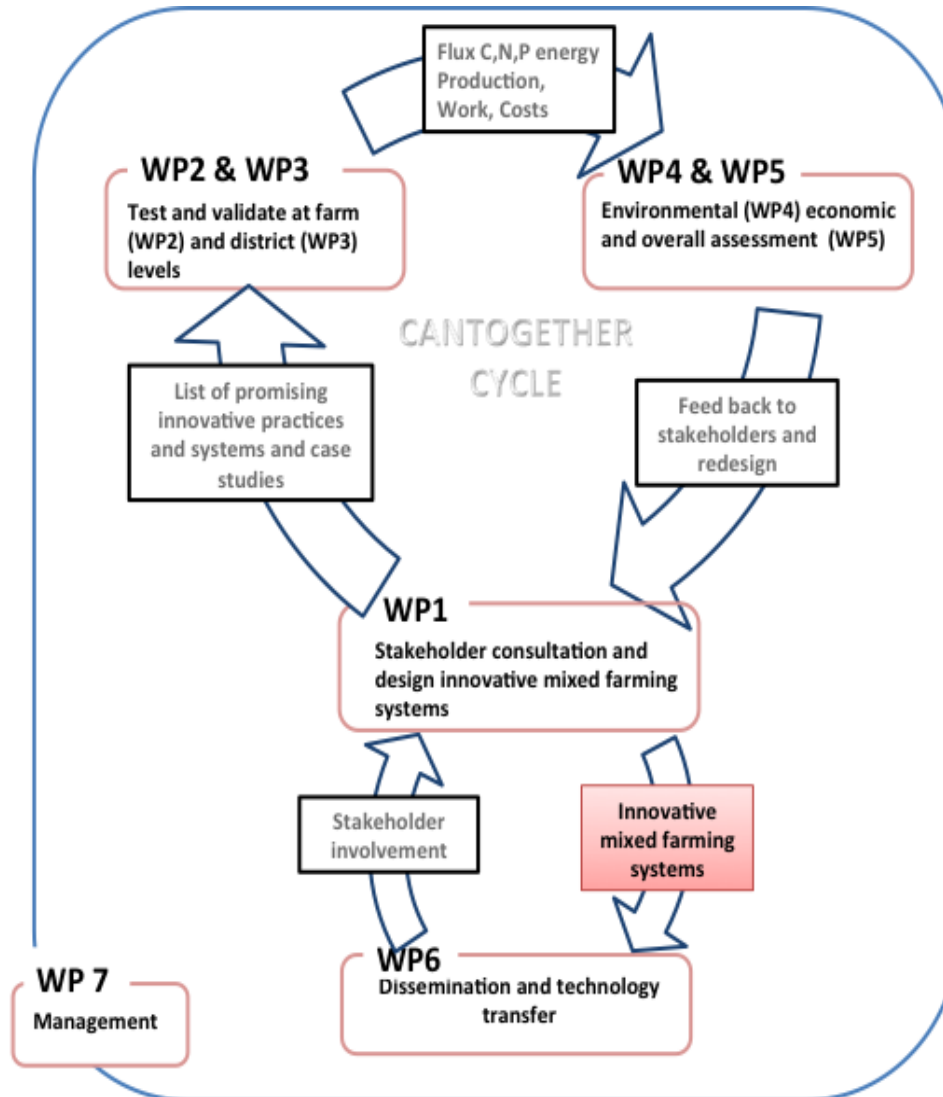 Flux C,N,P energy
Production,
Work, Costs
WP2 & WP3
Test and validate at farm
(WP2) and district (WP3)
levels
WP4 & WP5
Environmental (WP4) economic
and overall assessment (WP5)
CANTOGETHER
CYCLE
List of promising
innovative practices
and systems and case
studies
Feed back to
stakeholders and
redesign
WP1
Stakeholder consultation and
design innovative mixed farming
systems
Stakeholder
involvement
Innovative
mixed farming
systems
WP6
Dissemination and technology
transfer
WP 7
Management